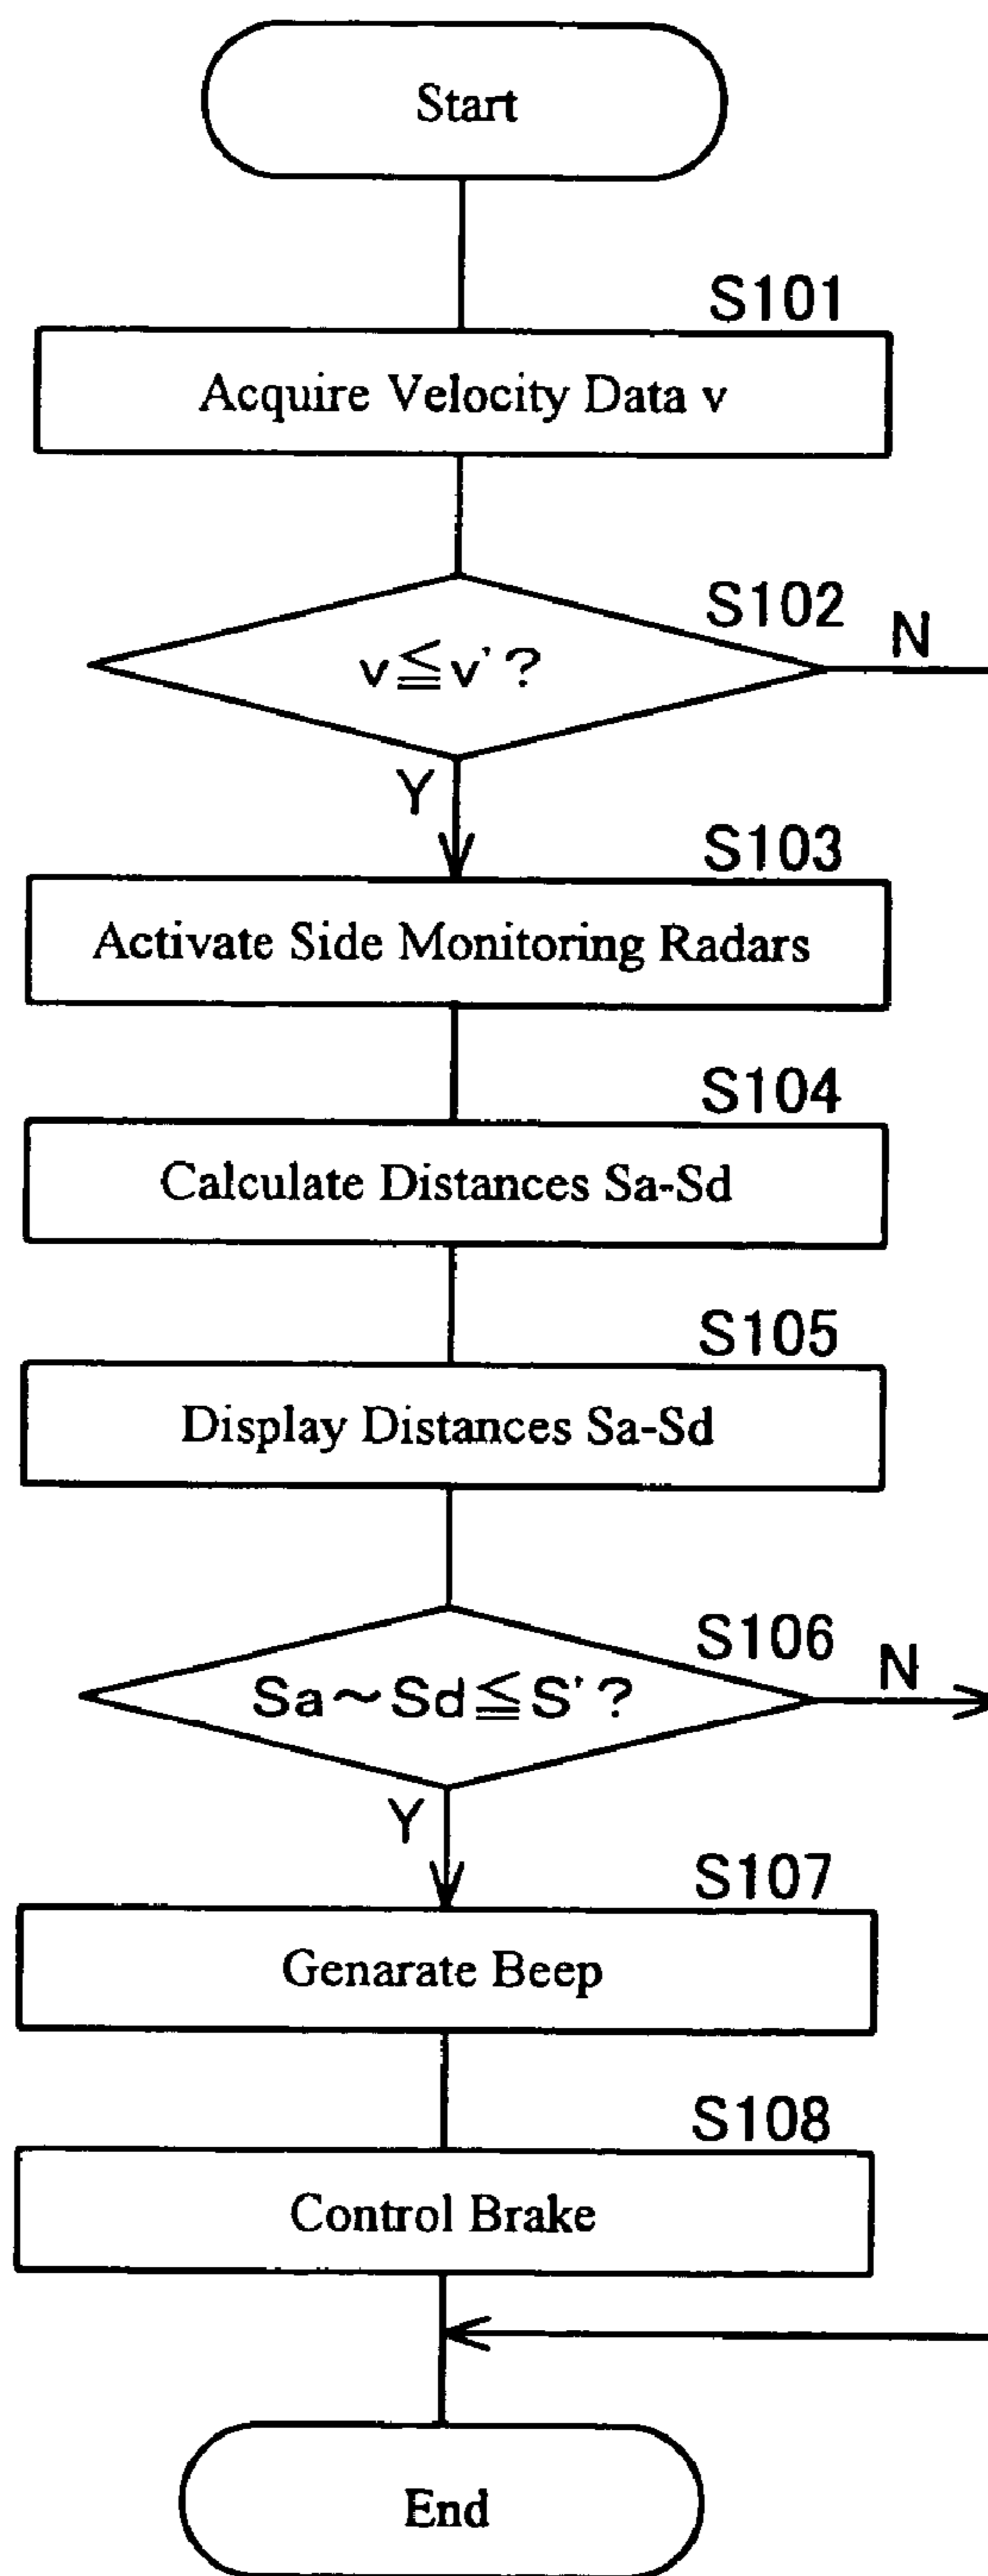 Start
S101
Acquire Velocity Data v
S102
v≦v'?
N
Y
S103
Activate Side Monitoring Radars
S104
Calculate Distances Sa-Sd
S105
Display Distances Sa-Sd
S106
Sa~Sd≦S'?
N
Y
S107
Genarate Beep
S108
Control Brake
End